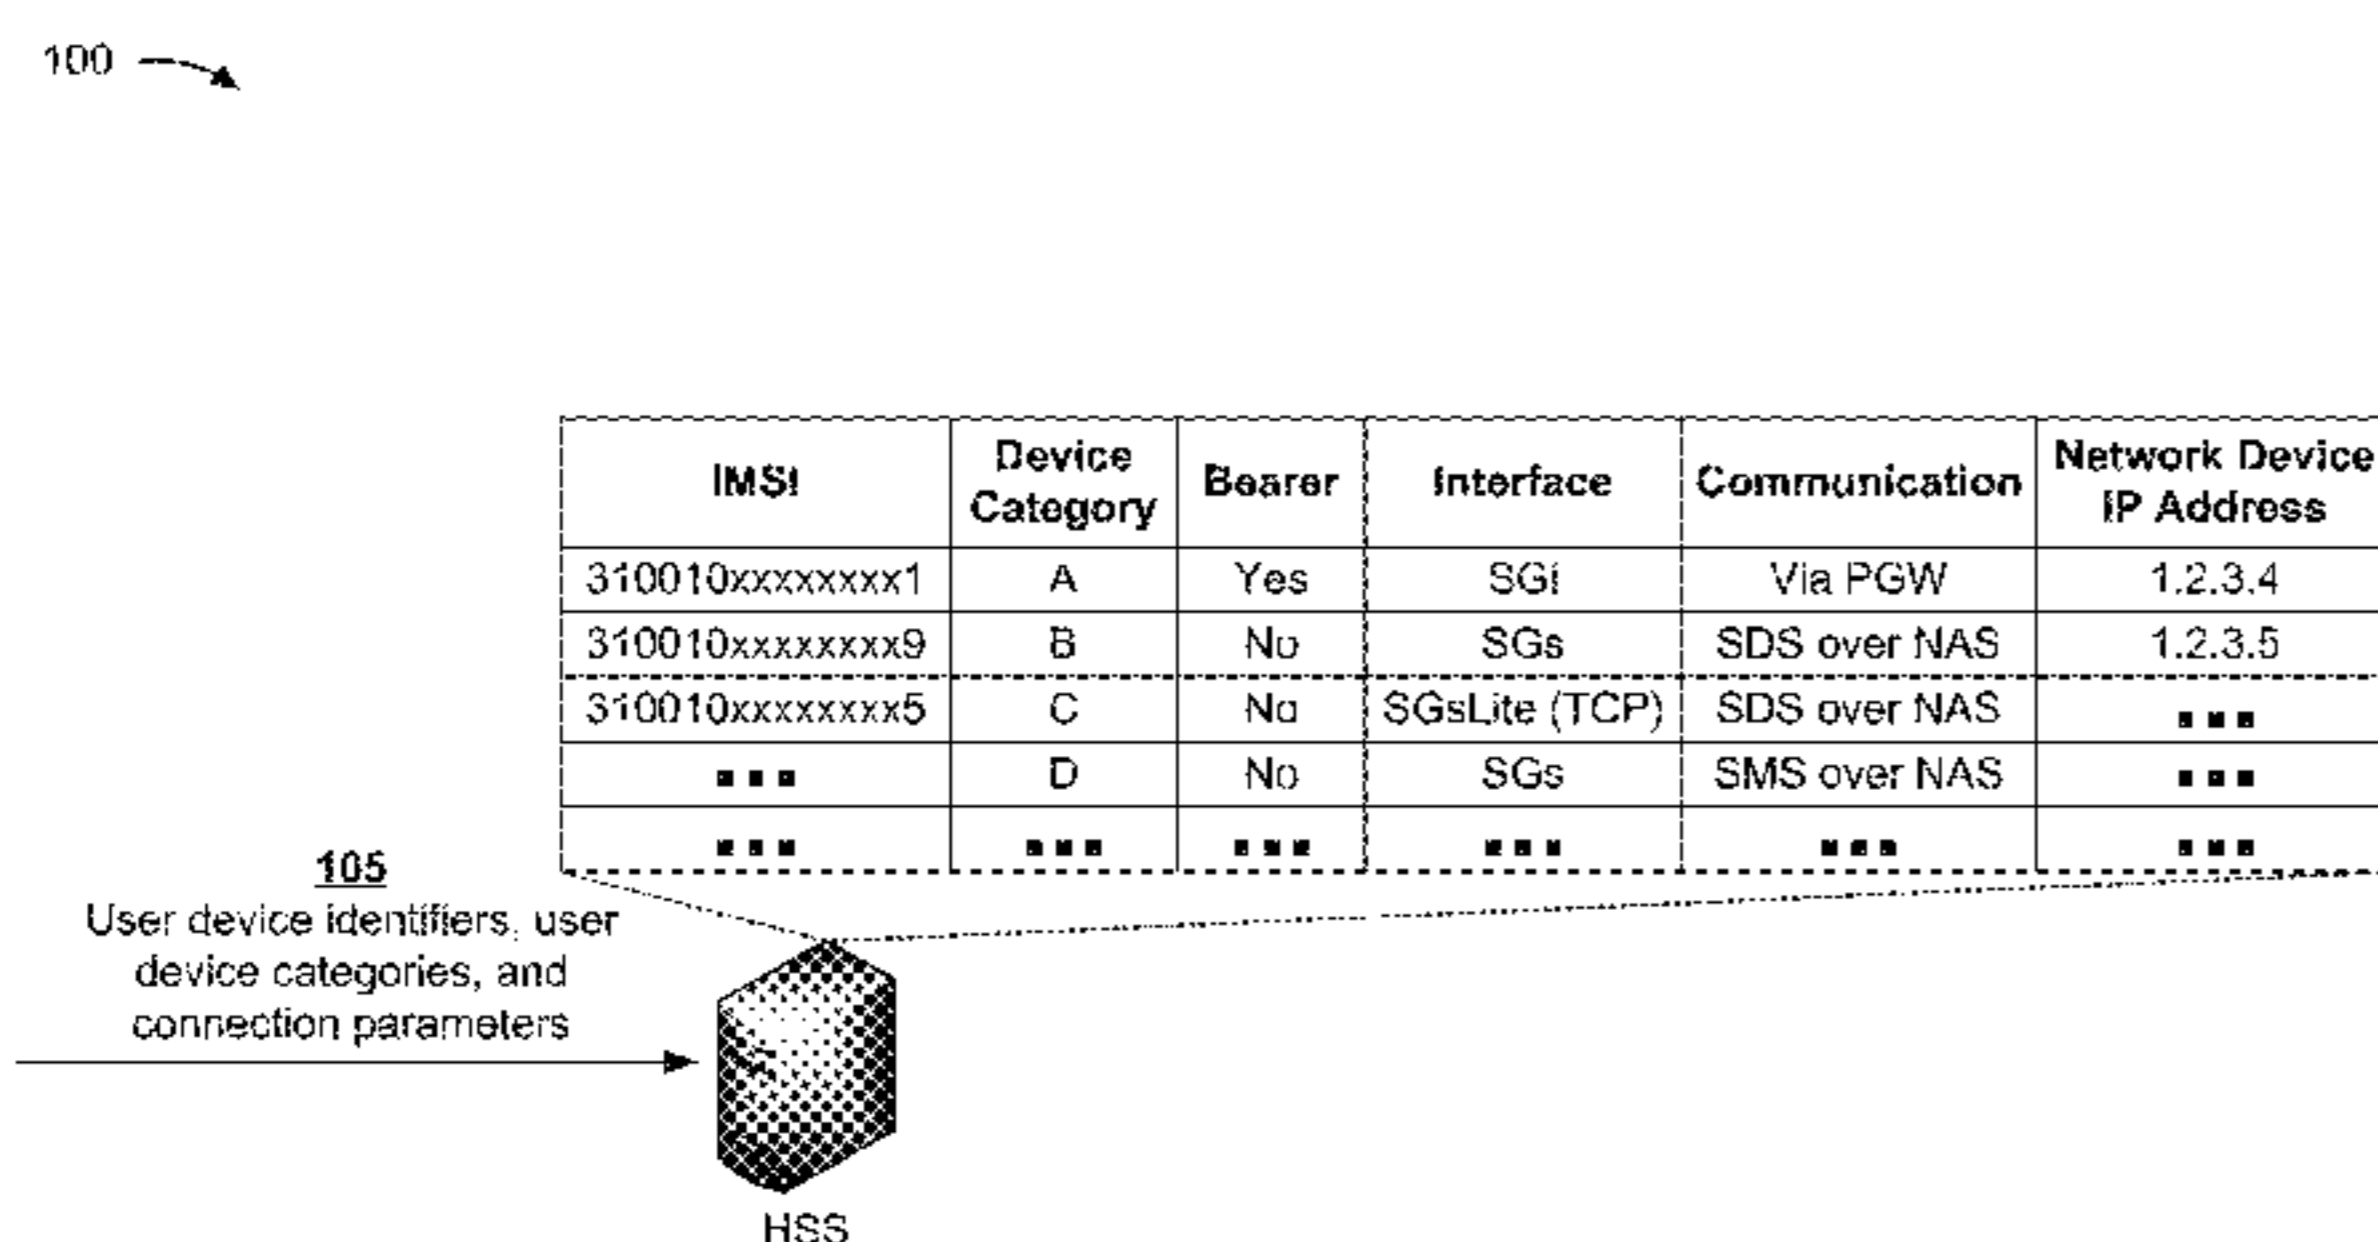 100
IMSI Device Category Bearer Interface Communication Network Device IP Address
310010xxxxxxxx1 A Yes SGi Via PGW 1.2.3.4
310010xxxxxxxx9 B No SGs SDS over NAS 1.2.3.5
310010xxxxxxxx5 C No SGsLite (TCP) SDS over NAS ...
... D No SGs SMS over NAS ...
... ... ... ... ... ...
105
User device identifiers, user
device categories, and
connection parameters
HSS